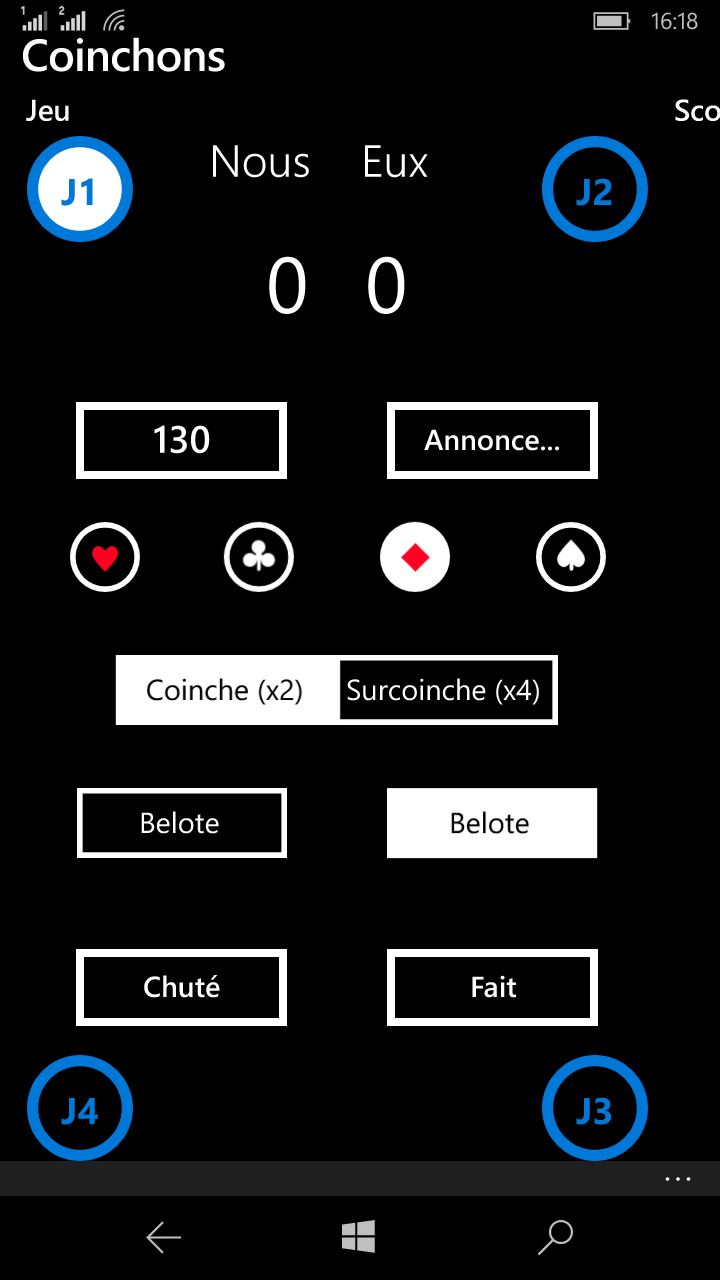 1 2 16:18
Coinchons
Jeu Sco
J1 Nous Eux J2
0 0
130 Annonce...
Coinche (x2) Surcoinche (x4)
Belote Belote
Chuté Fait
J4 J3
...